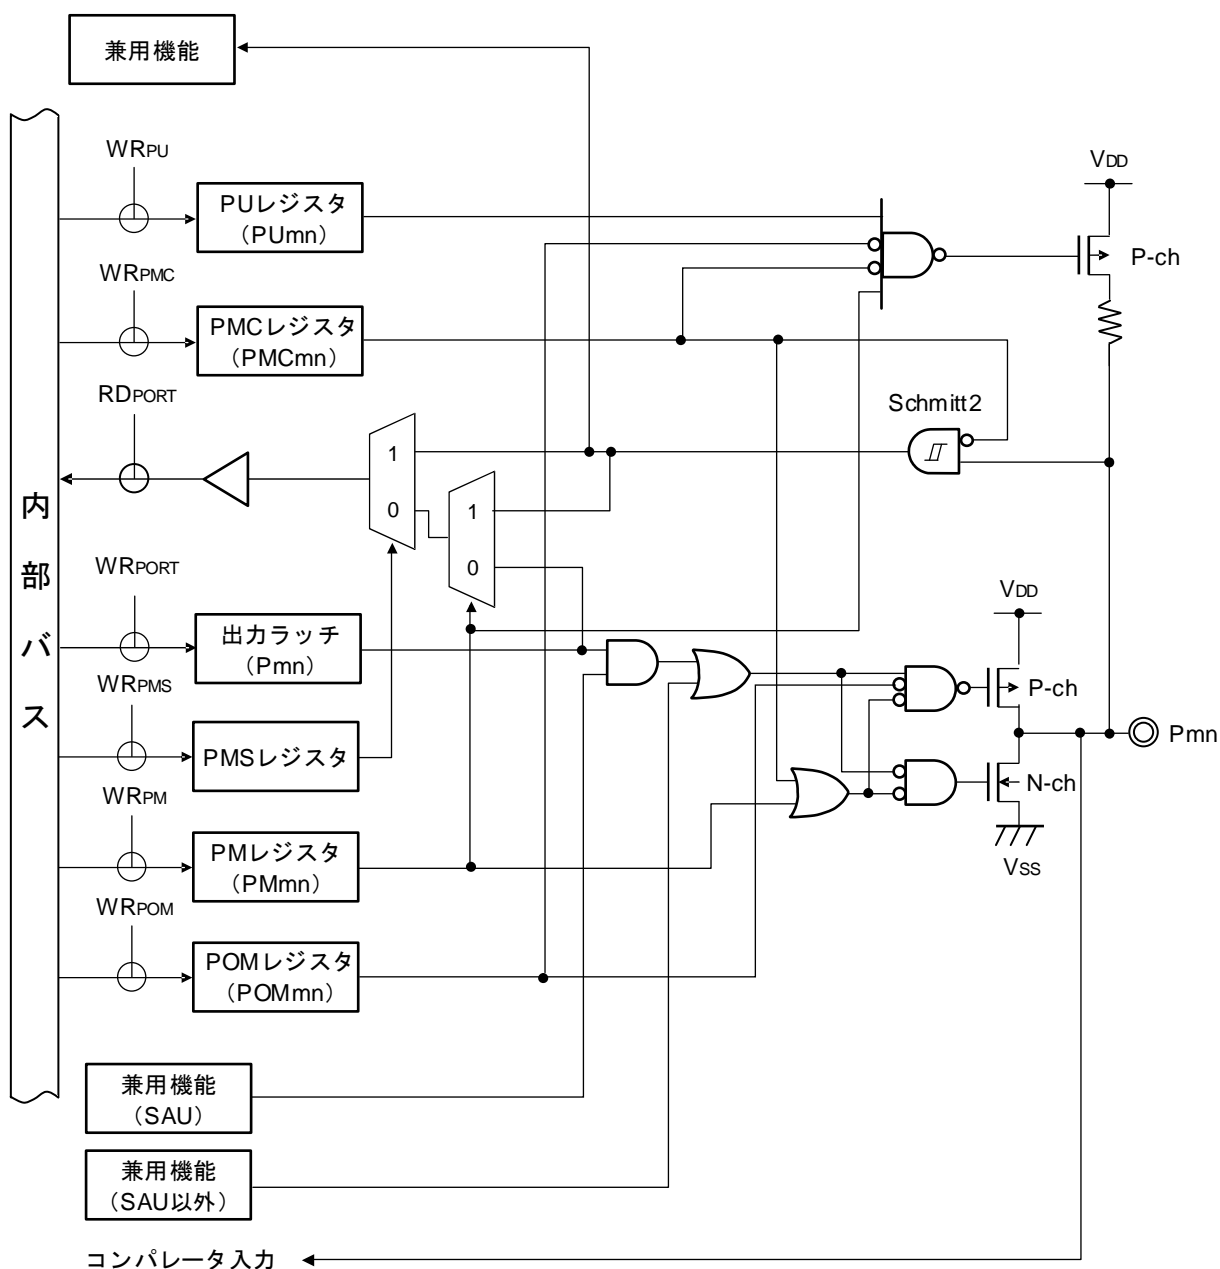 兼用機能
WRPU
PUレジスタ
（PUmn）
VDD
P-ch
WRPMC
PMCレジスタ
（PMCmn）
RDPORT
Schmitt2
1
0
1
0
内部バス
WRPORT
出力ラッチ
（Pmn）
VDD
P-ch
WRPMS
PMSレジスタ
Pmn
N-ch
VSS
WRPM
PMレジスタ
（PMmn）
WRPOM
POMレジスタ
（POMmn）
兼用機能
（SAU）
兼用機能
（SAU以外）
コンパレータ入力